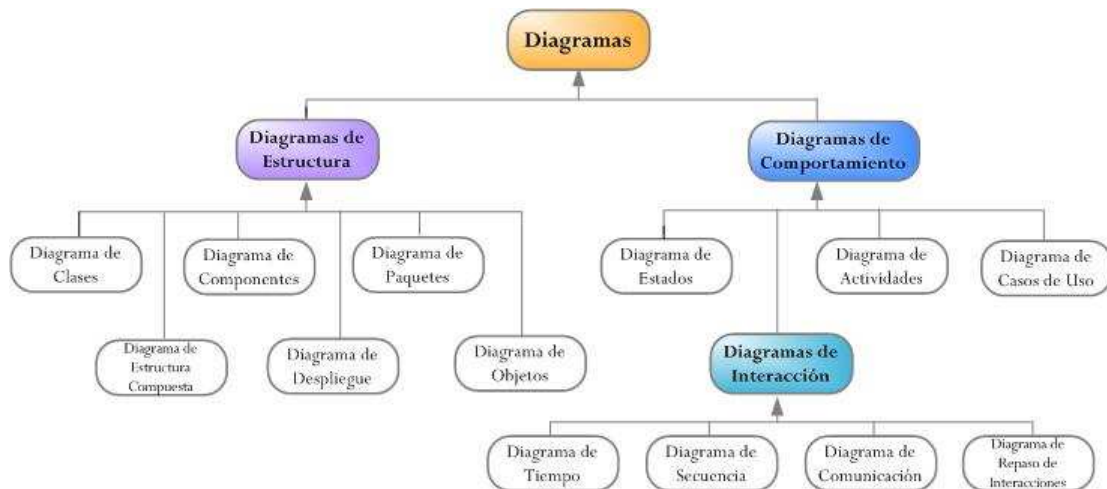 Diagramas
Diagramas de
Estructura
Diagramas de
Comportamiento
Diagrama de
Clases
Diagrama de
Componentes
Diagrama de
Paquetes
Diagrama de
Estados
Diagrama de
Actividades
Diagrama de
Casos de Uso
Diagrama de
Estructura
Compuesta
Diagrama de
Despliegue
Diagrama de
Objetos
Diagramas de
Interacción
Diagrama de
Tiempo
Diagrama de
Secuencia
Diagrama de
Comunicación
Diagrama de
Repaso de
Interacciones